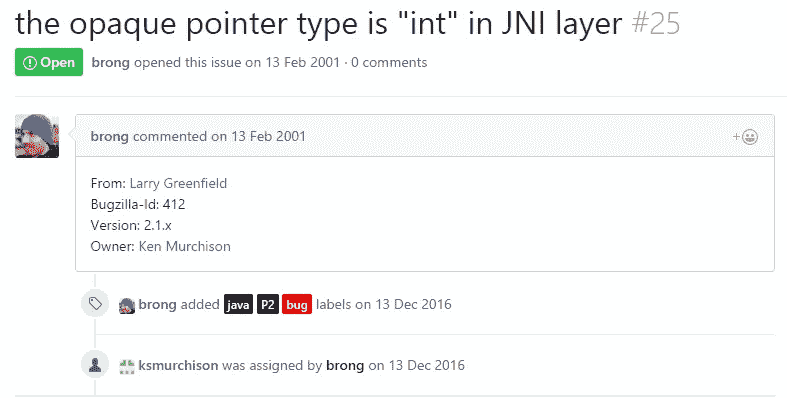 the opaque pointer type is "int" in JNI layer #25
Open brong opened this issue on 13 Feb 2001 · 0 comments
brong commented on 13 Feb 2001
From: Larry Greenfield
Bugzilla-Id: 412
Version: 2.1.x
Owner: Ken Murchison
brong added java P2 bug labels on 13 Dec 2016
ksmurchison was assigned by brong on 13 Dec 2016